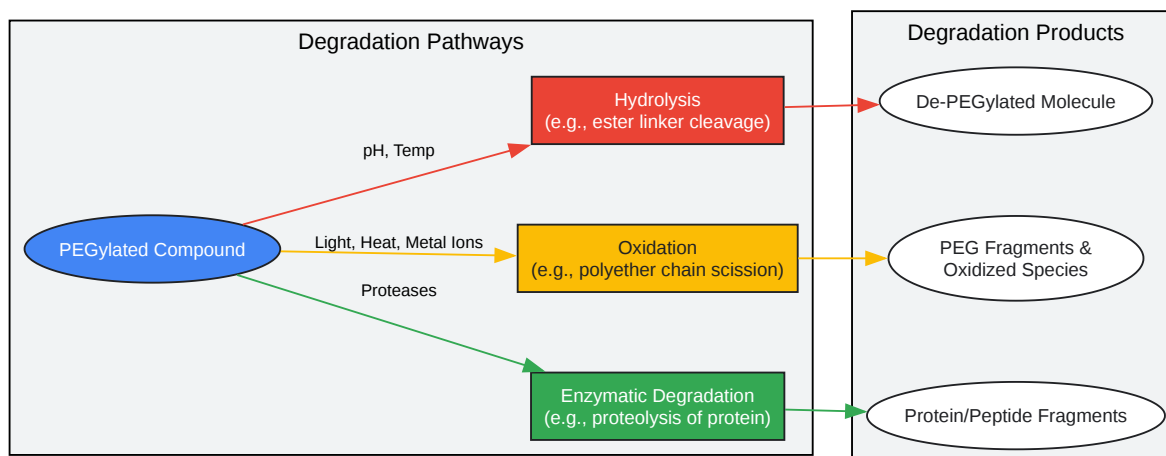 Degradation Pathways
Degradation Products
Hydrolysis
(e.g., ester linker cleavage)
De-PEGylated Molecule
pH, Temp
PEGylated Compound
Light, Heat, Metal Ions
Oxidation
(e.g., polyether chain scission)
PEG Fragments &
Oxidized Species
Proteases
Enzymatic Degradation
(e.g., proteolysis of protein)
Protein/Peptide Fragments